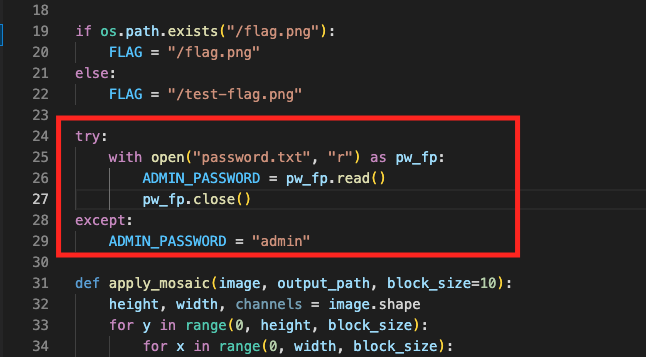 18
19 if os.path.exists("/flag.png"):
20     FLAG = "/flag.png"
21 else:
22     FLAG = "/test-flag.png"
23
24 try:
25     with open("password.txt", "r") as pw_fp:
26         ADMIN_PASSWORD = pw_fp.read()
27         pw_fp.close()
28 except:
29     ADMIN_PASSWORD = "admin"
30
31 def apply_mosaic(image, output_path, block_size=10):
32     height, width, channels = image.shape
33     for y in range(0, height, block_size):
34         for x in range(0, width, block_size):